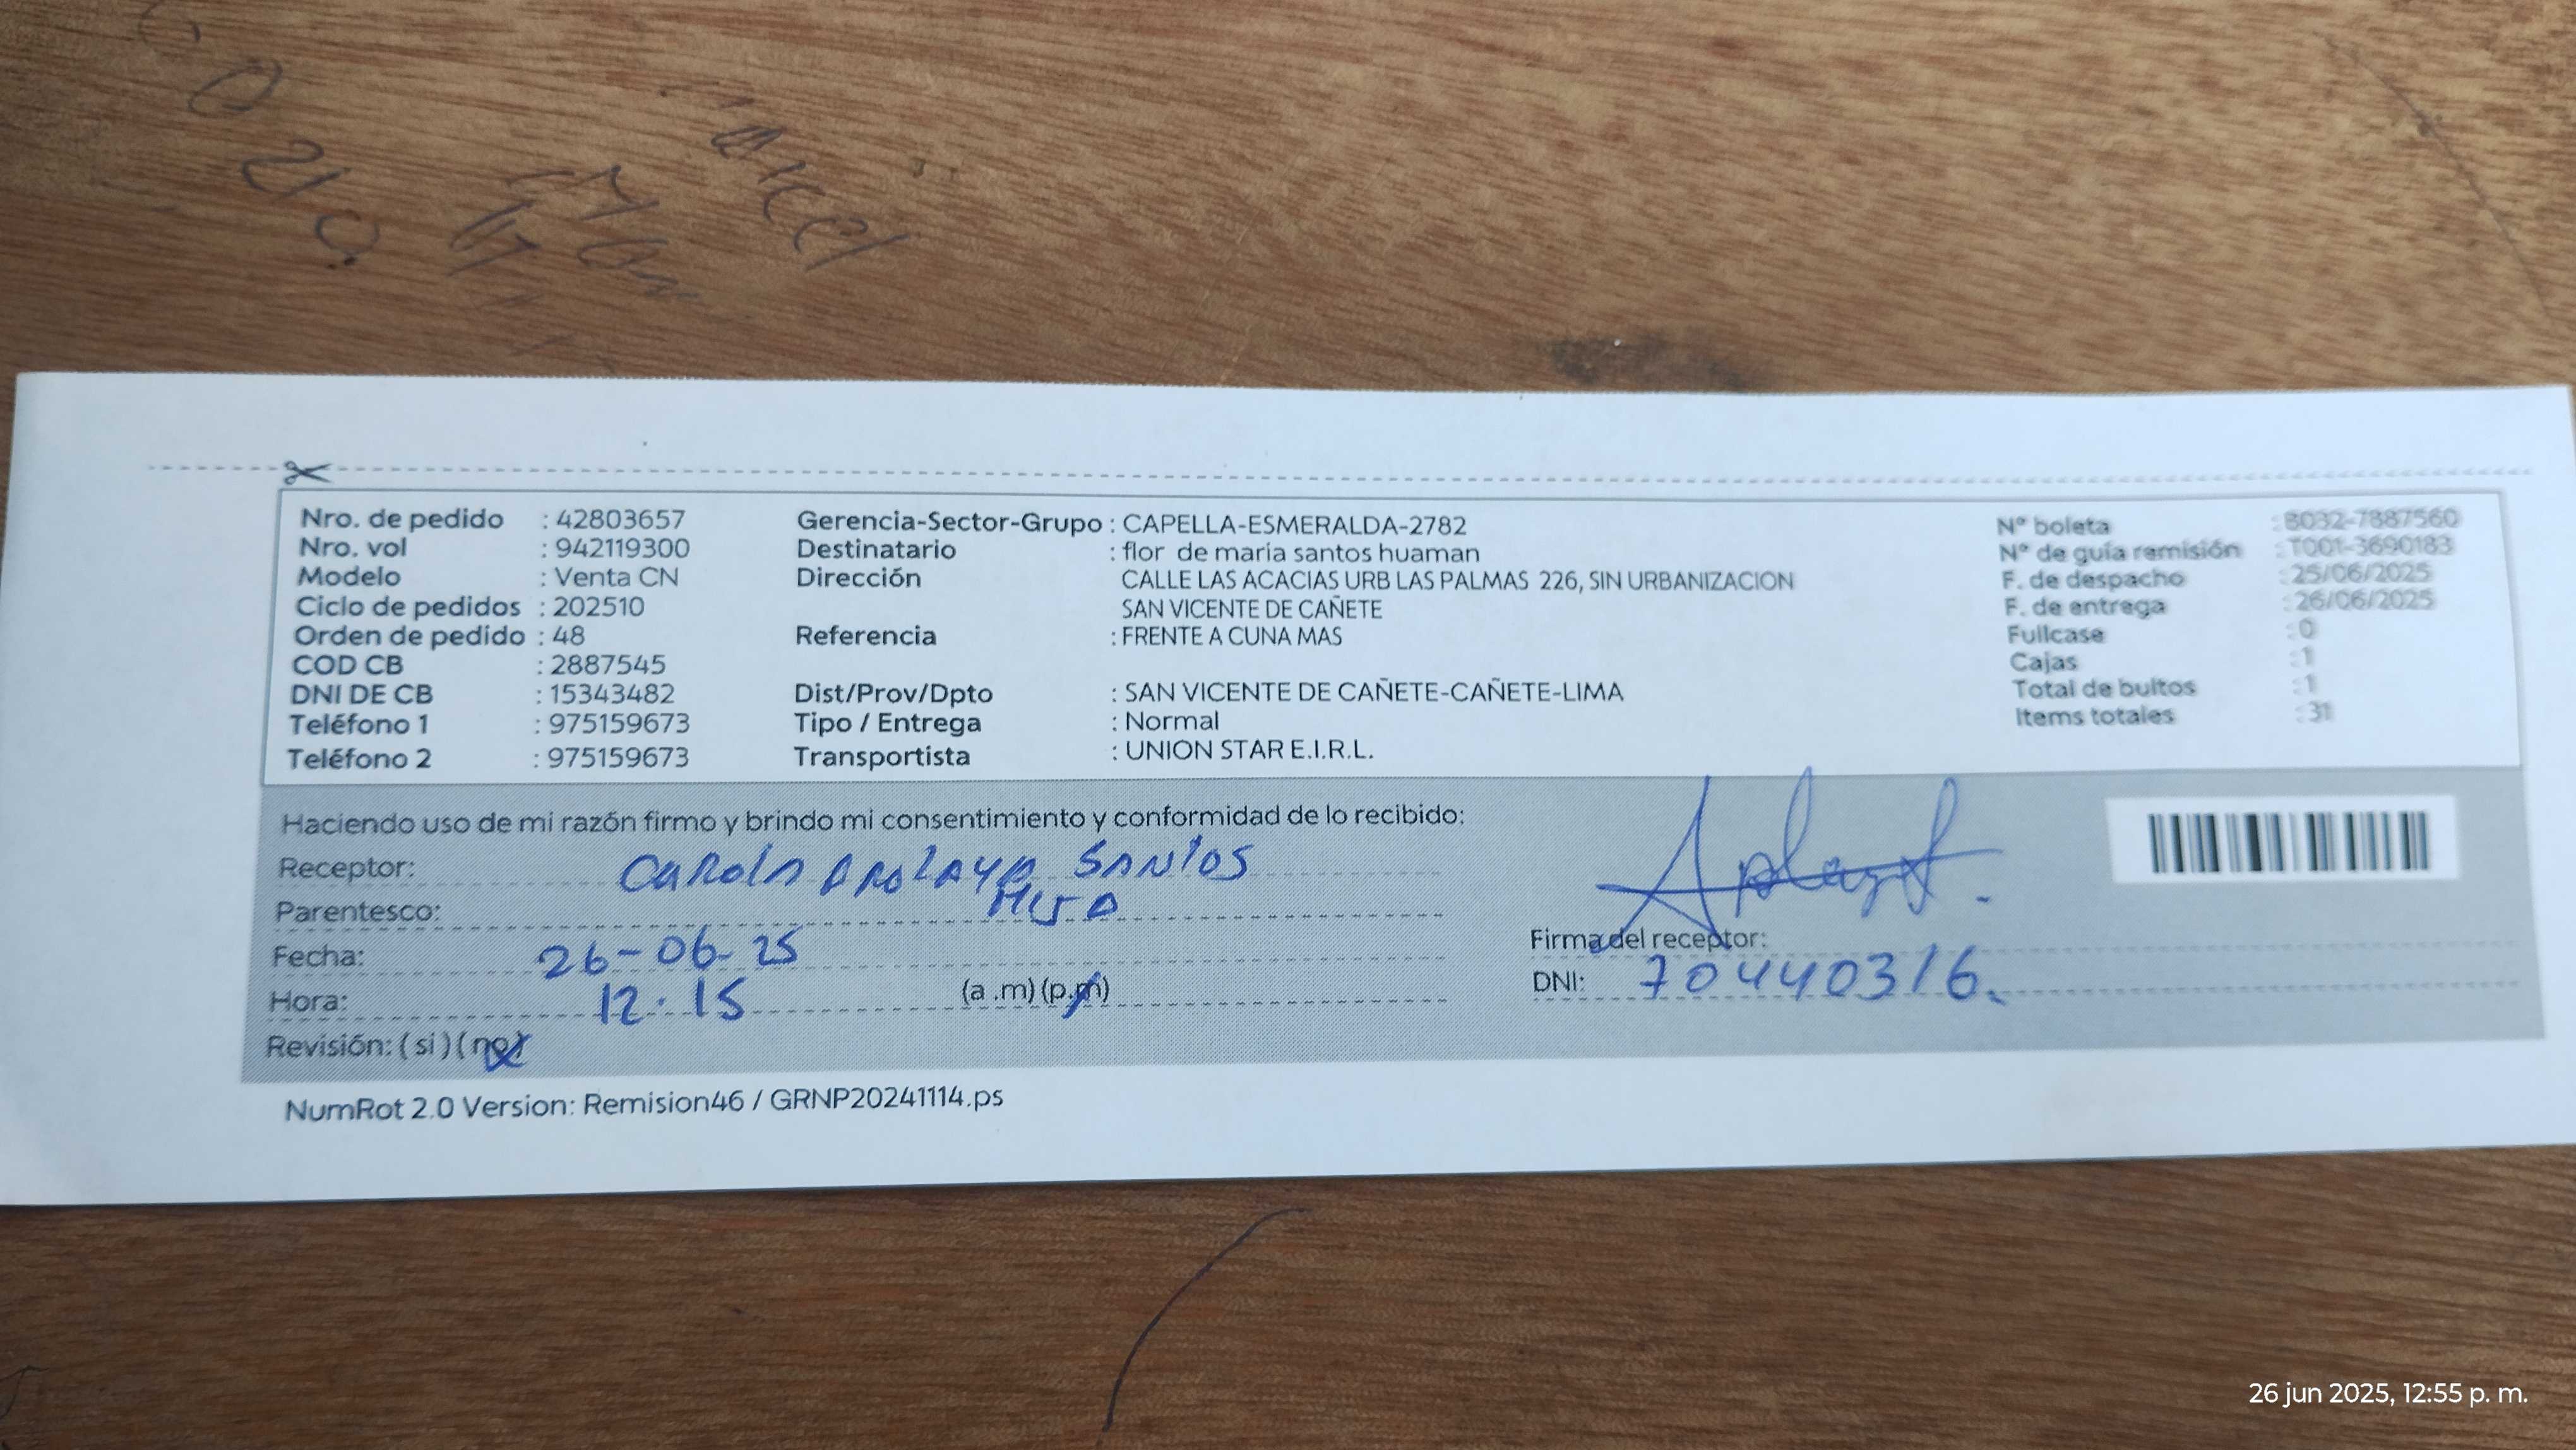 Nro. de pedido : 42803657
Nro. vol : 942119300
Modelo : Venta CN
Ciclo de pedidos : 202510
Orden de pedido : 48
COD CB : 2887545
DNI DE CB : 15343482
Teléfono 1 : 975159673
Teléfono 2 : 975159673
Gerencia-Sector-Grupo : CAPELLA-ESMERALDA-2782
Destinatario : flor de maria santos huaman
Dirección CALLE LAS ACACIAS URB LAS PALMAS 226, SIN URBANIZACION
SAN VICENTE DE CAÑETE
Referencia : FRENTE A CUNA MAS
Dist/Prov/Dpto : SAN VICENTE DE CAÑETE-CAÑETE-LIMA
Tipo / Entrega : Normal
Transportista : UNION STAR E.I.R.L.
N° boleta : B032-7887560
N° de guía remisión : T001-3690183
F. de despacho : 25/06/2025
F. de entrega : 26/06/2025
Fullcase : 0
Cajas : 1
Total de bultos : 1
Items totales : 31
Haciendo uso de mi razón firmo y brindo mi consentimiento y conformidad de lo recibido:
Receptor: SANTOS
Parentesco: HIJA
Fecha: 26-06-25
Hora: 12:15 (a .m) (p.m)
Revisión: ( si ) ( no )
Firma del receptor:
DNI: 70440316.
NumRot 2.0 Version: Remision46 / GRNP20241114.ps
26 jun 2025, 12:55 p. m.